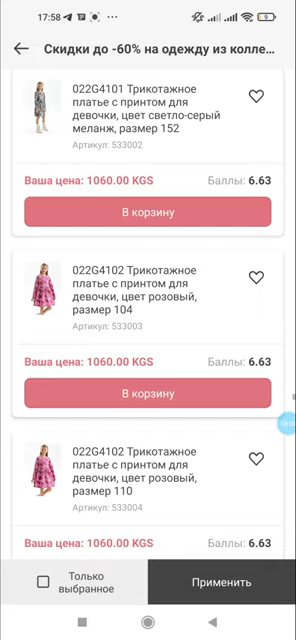 17:58
Скидки до -60% на одежду из колле...
022G4101 Трикотажное
платье с принтом для
девочки, цвет светло-серый
меланж, размер 152
Артикул: 533002
Ваша цена: 1060.00 KGS
Баллы: 6.63
В корзину
022G4102 Трикотажное
платье с принтом для
девочки, цвет розовый,
размер 104
Артикул: 533003
Ваша цена: 1060.00 KGS
Баллы: 6.63
В корзину
022G4102 Трикотажное
платье с принтом для
девочки, цвет розовый,
размер 110
Артикул: 533004
Ваша цена: 1060.00 KGS
Баллы: 6.63
Только
выбранное
Применить